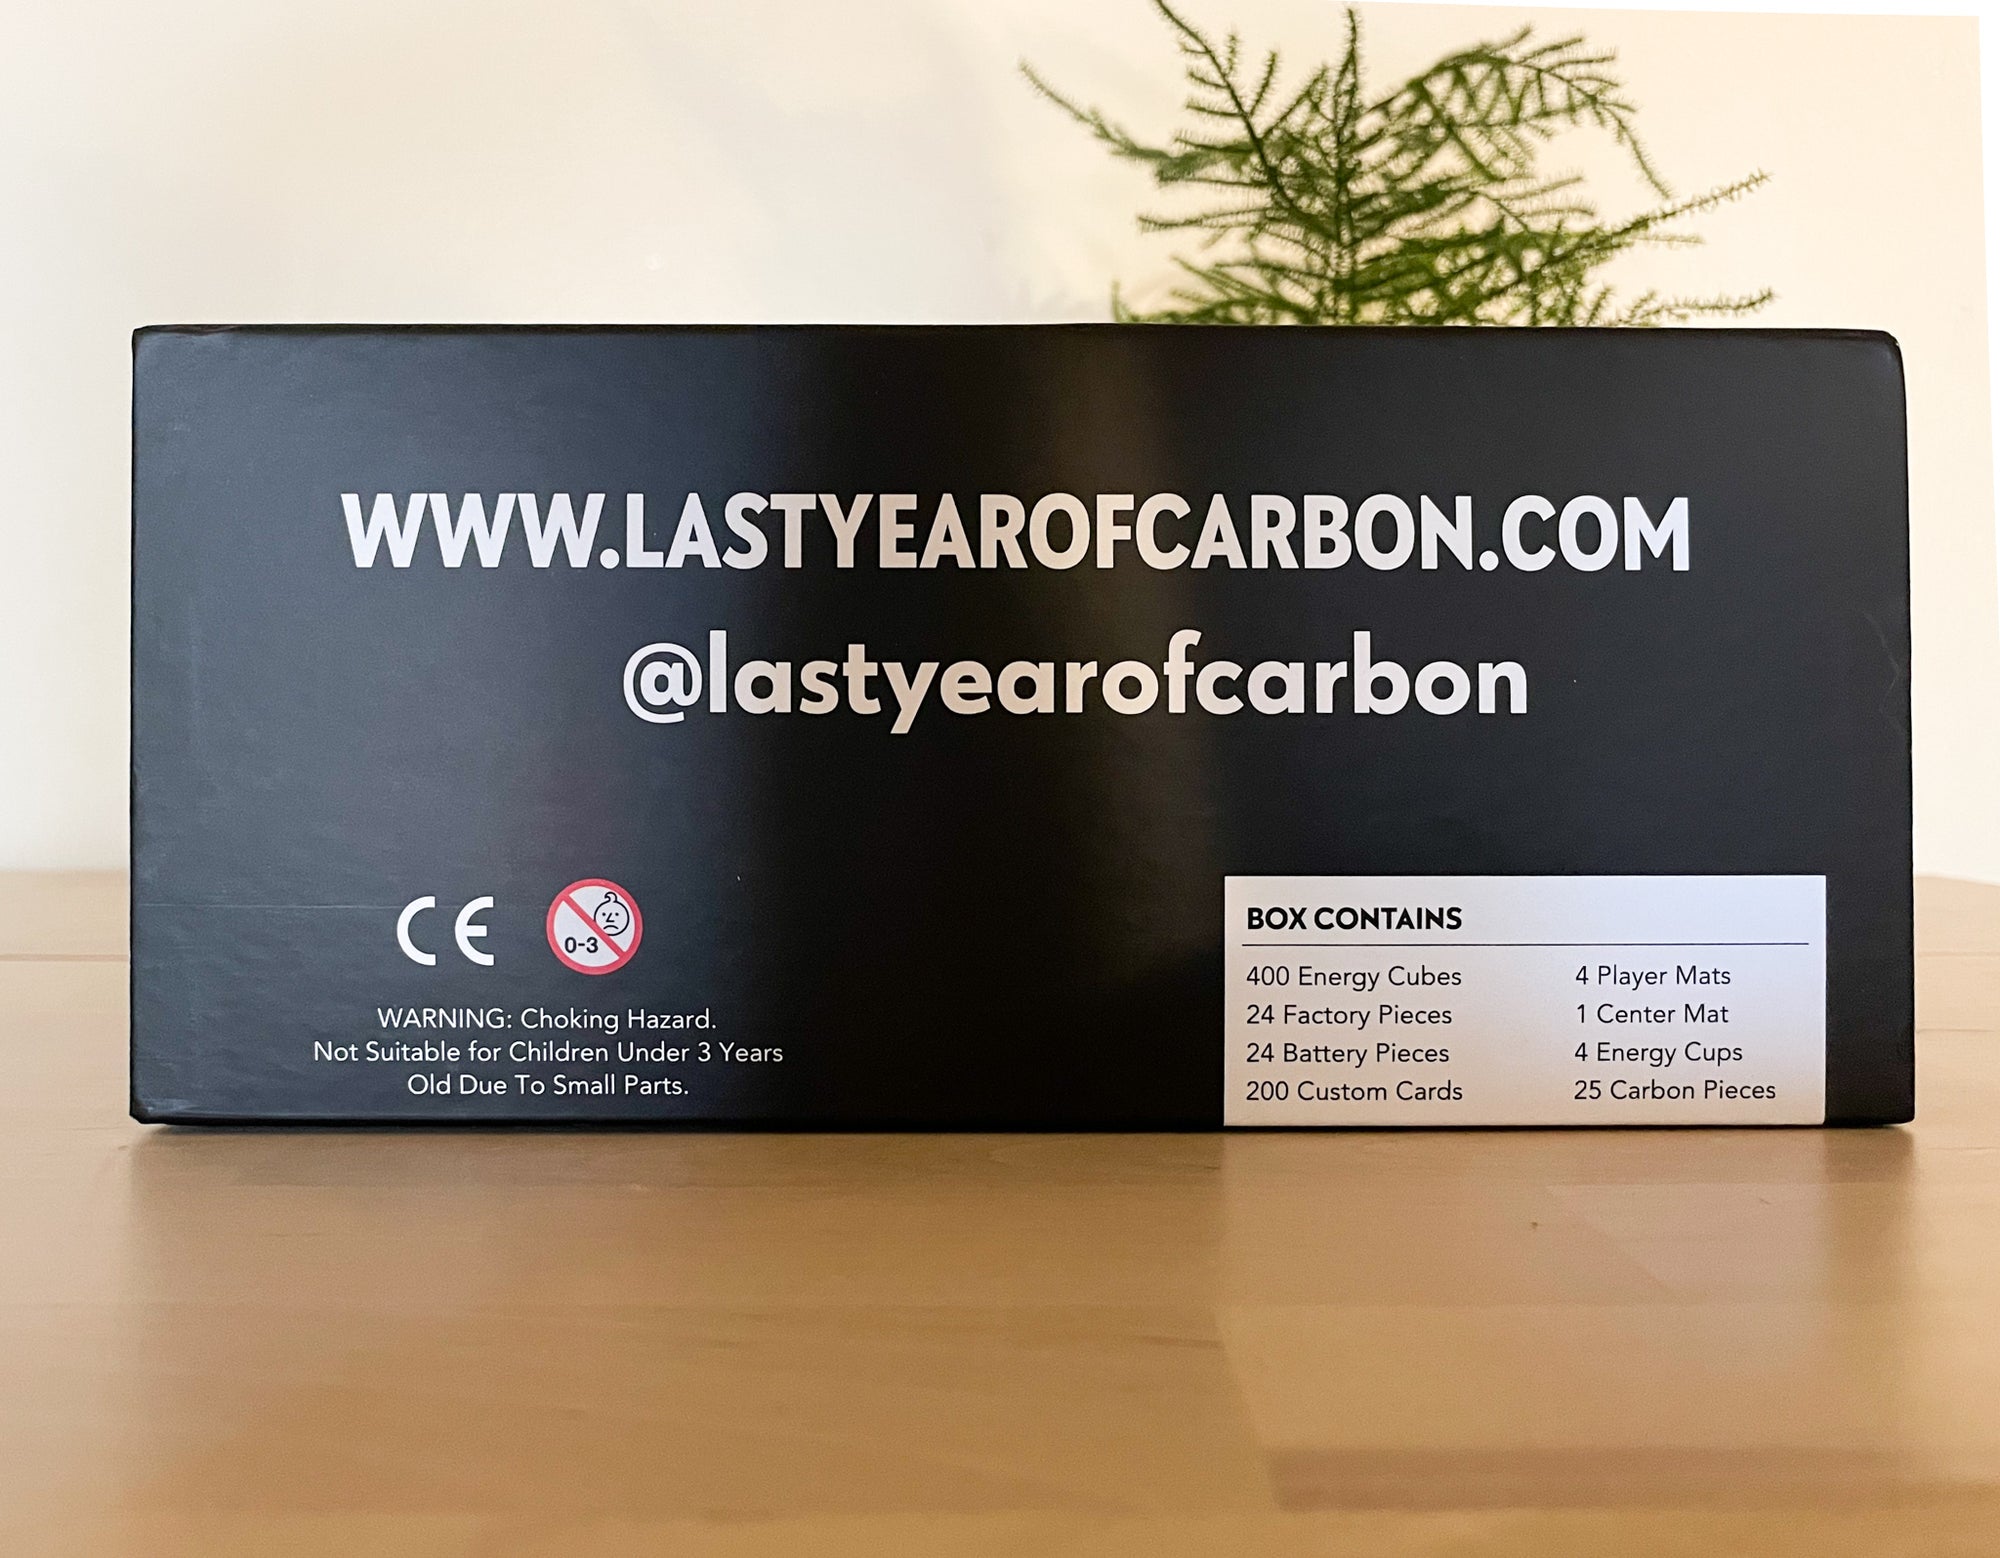 WWW.LASTYEAROFCARBON.COM
@lastyearofcarbon
CE
0-3
WARNING: Choking Hazard.
Not Suitable for Children Under 3 Years
Old Due To Small Parts.
BOX CONTAINS
400 Energy Cubes
24 Factory Pieces
24 Battery Pieces
200 Custom Cards
4 Player Mats
1 Center Mat
4 Energy Cups
25 Carbon Pieces